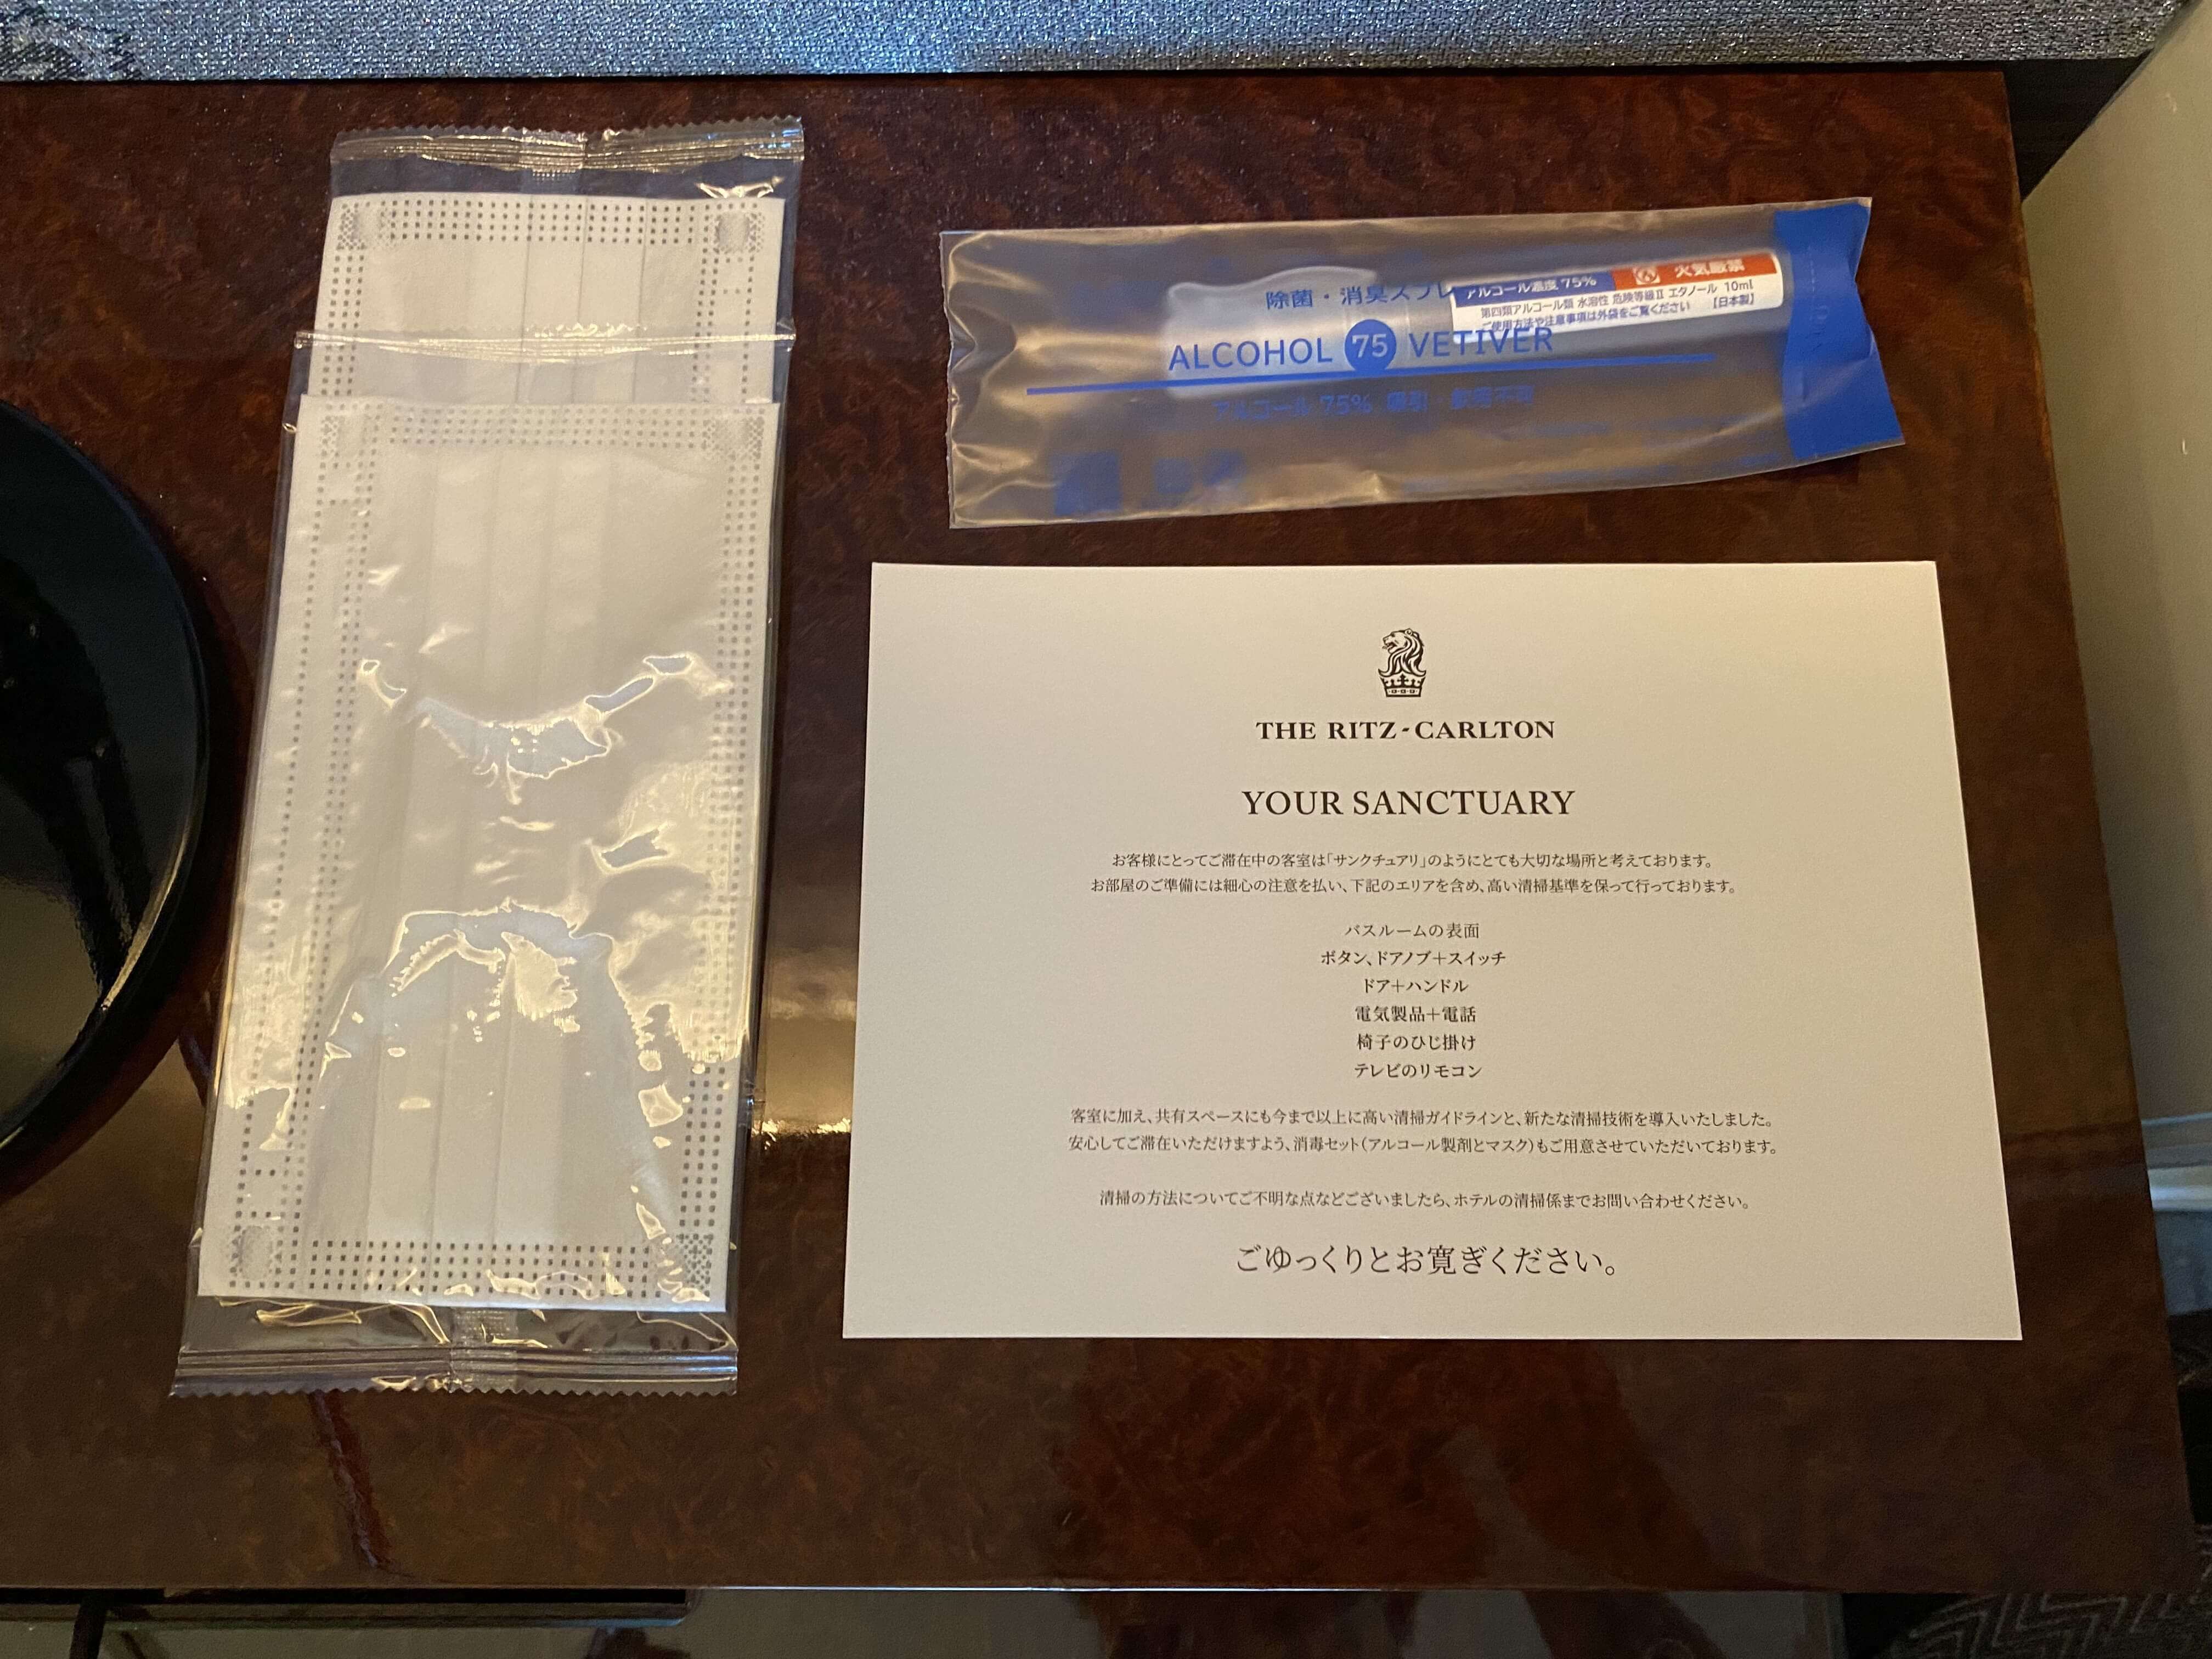 除菌・消臭スプレ
アルコール濃度 75% 火気厳禁
第四類アルコール類 水溶性 危険等級Ⅱ エタノール 10ml
ご使用方法や注意事項は外袋をご覧ください 【日本製】
ALCOHOL 75 VETIVER
アルコール 75%
THE RITZ-CARLTON
YOUR SANCTUARY
お客様にとってご滞在中の客室は「サンクチュアリ」のようにとても大切な場所と考えております。
お部屋のご準備には細心の注意を払い、下記のエリアを含め、高い清掃基準を保って行っております。
バスルームの表面
ボタン、ドアノブ＋スイッチ
ドア＋ハンドル
電気製品＋電話
椅子のひじ掛け
テレビのリモコン
客室に加え、共有スペースにも今まで以上に高い清掃ガイドラインと、新たな清掃技術を導入いたしました。
安心してご滞在いただけますよう、消毒セット（アルコール製剤とマスク）もご用意させていただいております。
清掃の方法についてご不明な点などございましたら、ホテルの清掃係までお問い合わせください。
ごゆっくりとお寛ぎください。